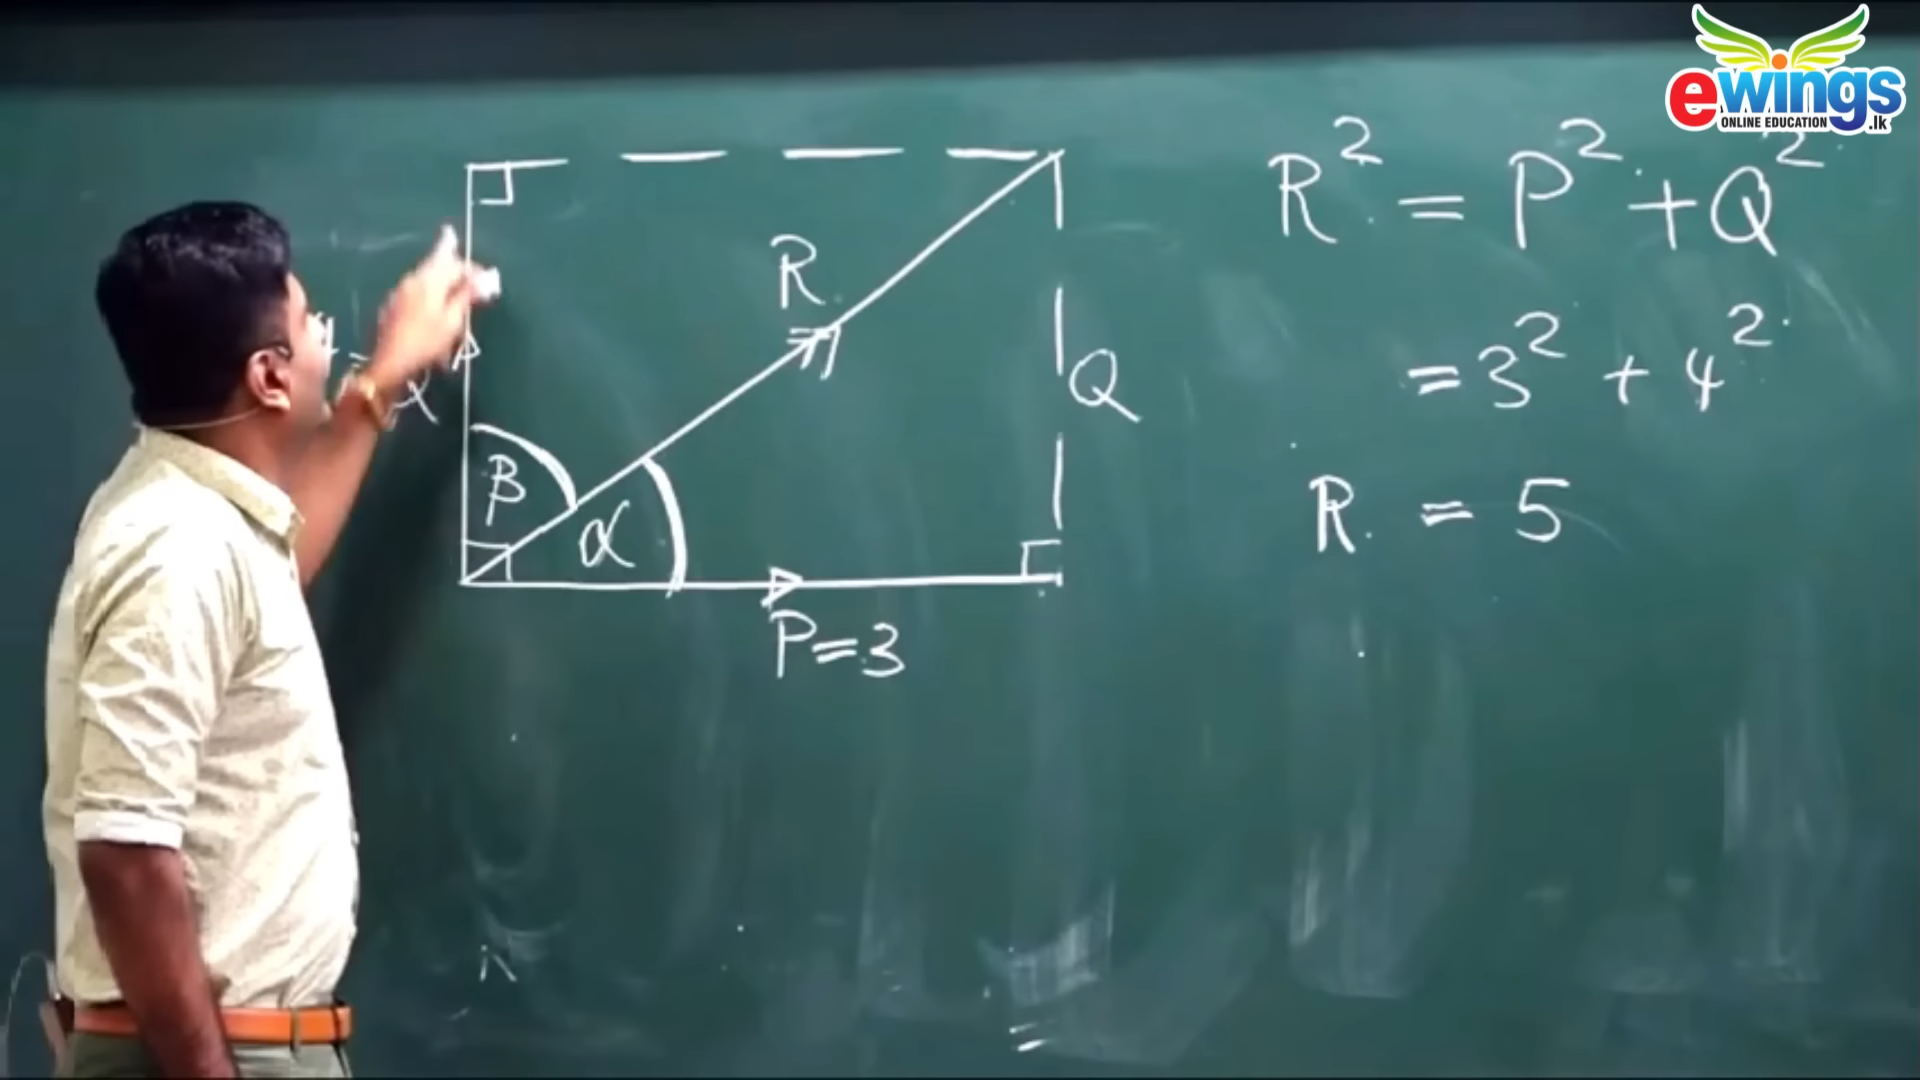 ewings
ONLINE EDUCATION .lk
R² = P² + Q²
= 3² + 4²
R = 5
R
Q
β
α
P = 3